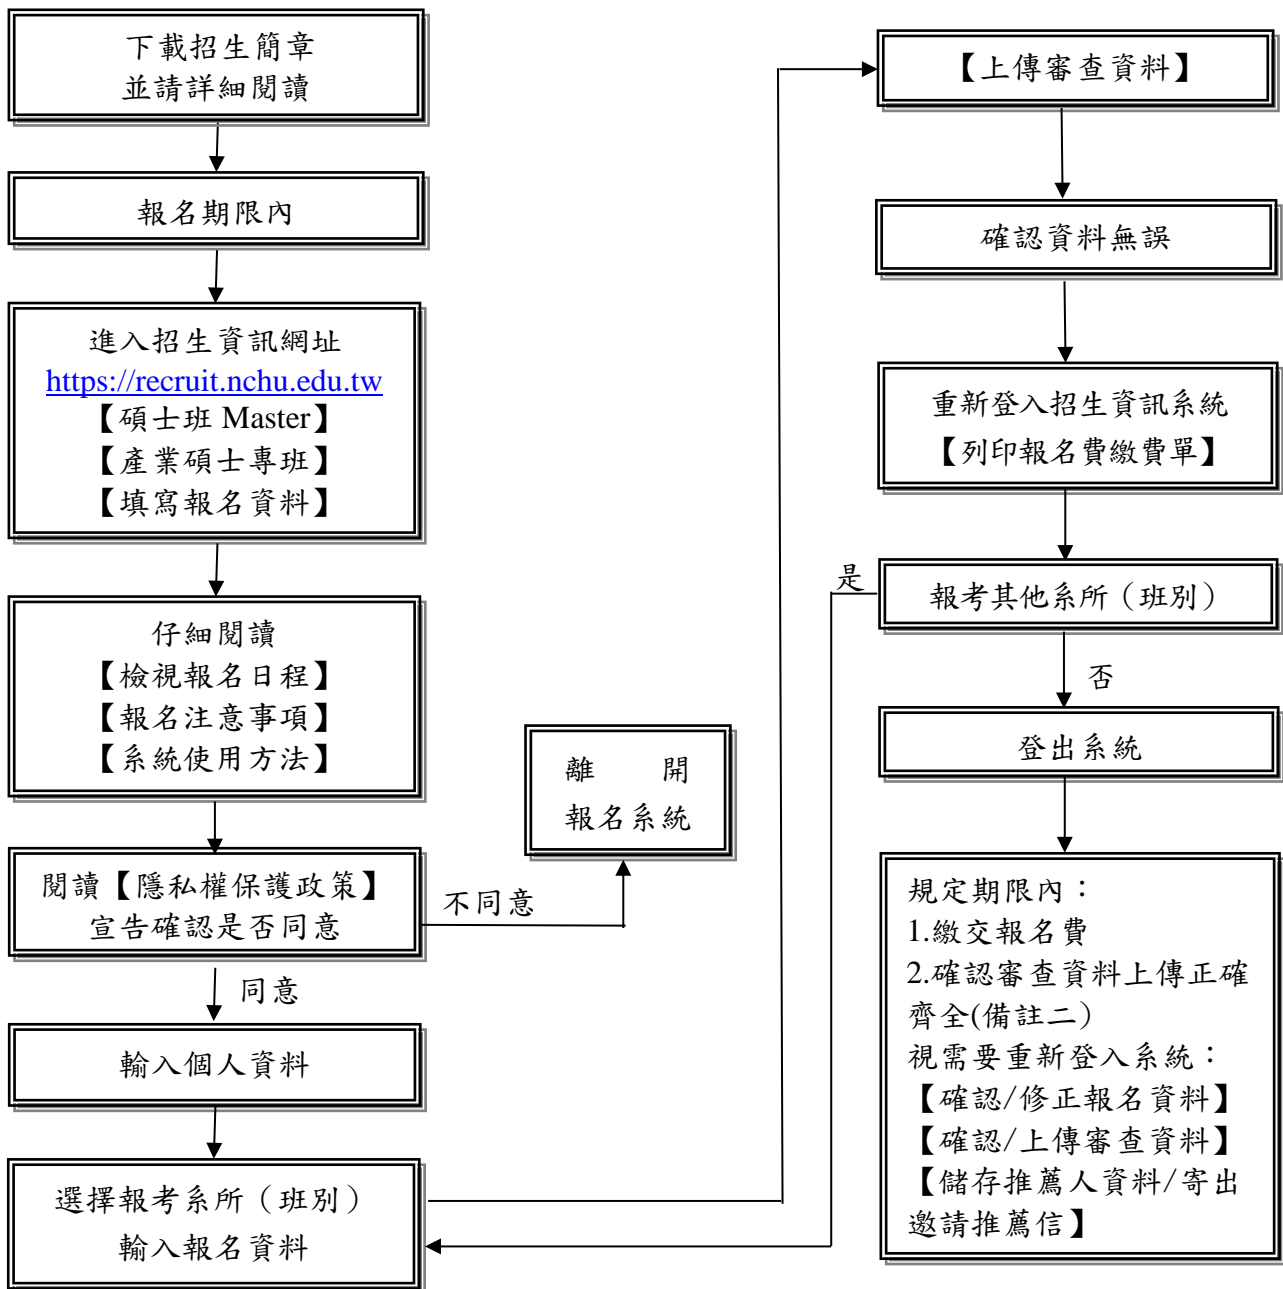 下載招生簡章
並請詳細閱讀
報名期限內
進入招生資訊網址
https://recruit.nchu.edu.tw
【碩士班 Master】
【產業碩士專班】
【填寫報名資料】
仔細閱讀
【檢視報名日程】
【報名注意事項】
【系統使用方法】
閱讀【隱私權保護政策】
宣告確認是否同意
不同意
離　　開
報名系統
同意
輸入個人資料
選擇報考系所（班別）
輸入報名資料
【上傳審查資料】
確認資料無誤
重新登入招生資訊系統
【列印報名費繳費單】
報考其他系所（班別）
是
否
登出系統
規定期限內：
1.繳交報名費
2.確認審查資料上傳正確
齊全(備註二）
視需要重新登入系統：
【確認/修正報名資料】
【確認/上傳審查資料】
【儲存推薦人資料/寄出
邀請推薦信】